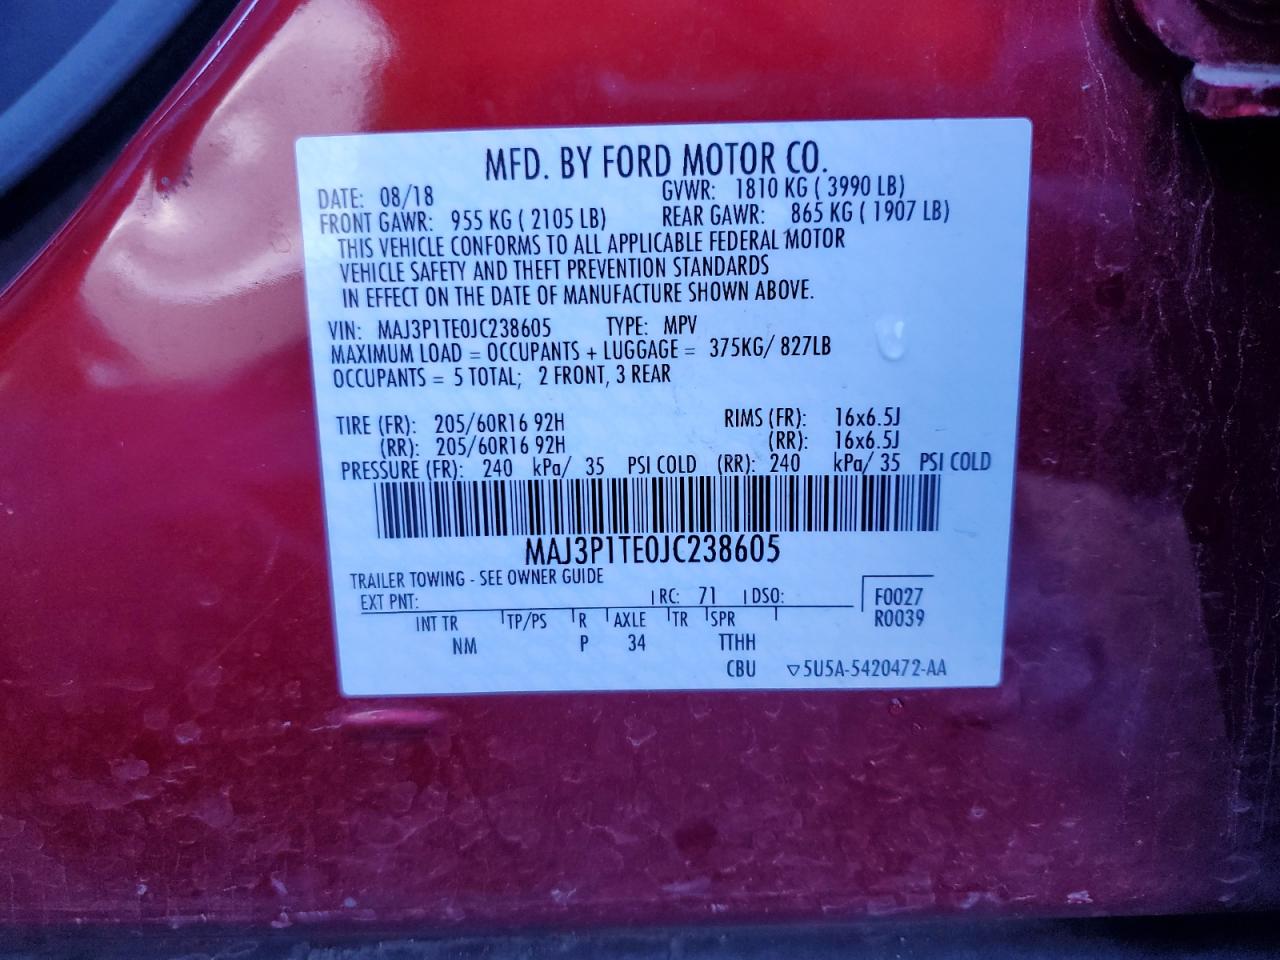 MFD. BY FORD MOTOR CO.
DATE: 08/18 GVWR: 1810 KG ( 3990 LB)
FRONT GAWR: 955 KG ( 2105 LB) REAR GAWR: 865 KG ( 1907 LB)
THIS VEHICLE CONFORMS TO ALL APPLICABLE FEDERAL MOTOR
VEHICLE SAFETY AND THEFT PREVENTION STANDARDS
IN EFFECT ON THE DATE OF MANUFACTURE SHOWN ABOVE.
VIN: MAJ3P1TE0JC238605 TYPE: MPV
MAXIMUM LOAD = OCCUPANTS + LUGGAGE = 375KG/ 827LB
OCCUPANTS = 5 TOTAL; 2 FRONT, 3 REAR
TIRE (FR): 205/60R16 92H RIMS (FR): 16x6.5J
(RR): 205/60R16 92H (RR): 16x6.5J
PRESSURE (FR): 240 kPa/ 35 PSI COLD (RR): 240 kPa/ 35 PSI COLD
MAJ3P1TE0JC238605
TRAILER TOWING - SEE OWNER GUIDE
EXT PNT: RC: 71 DSO: F0027
INT TR TP/PS R AXLE TR SPR R0039
NM P 34 TTHH
CBU ▽5U5A-5420472-AA